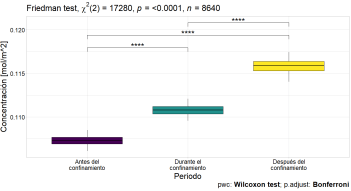 Friedman test, χ²(2) = 17280, p = <0.0001, n = 8640
****
****
****
Concentración [mol/m^2]
0.120
0.115
0.110
Antes del
confinamiento
Durante el
confinamiento
Después del
confinamiento
Periodo
pwc: Wilcoxon test; p.adjust: Bonferroni